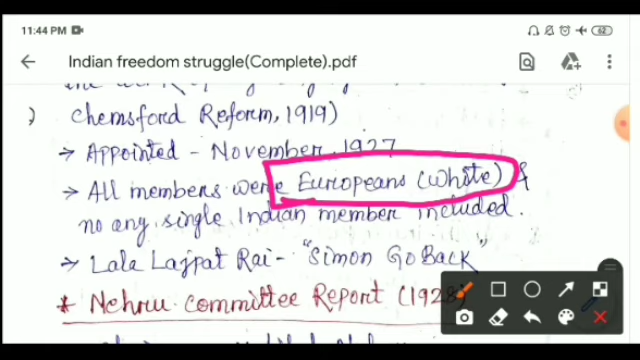 11:44 PM
62
Indian freedom struggle(Complete).pdf
Chemsford Reform, 1919)
→ Appointed - November, 1927
→ All members were Europeans (White) &
no any single Indian member included.
→ Lala Lajpat Rai - "Simon Go Back"
* Nehru Committee Report (1928)